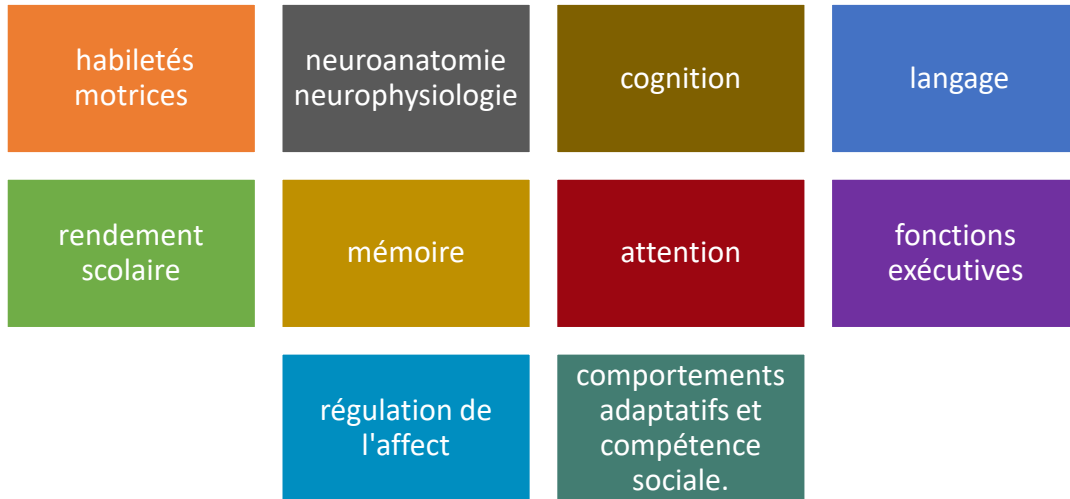 habiletés
motrices
neuroanatomie
neurophysiologie
cognition
langage
rendement
scolaire
mémoire
attention
fonctions
exécutives
régulation de
l'affect
comportements
adaptatifs et
compétence
sociale.